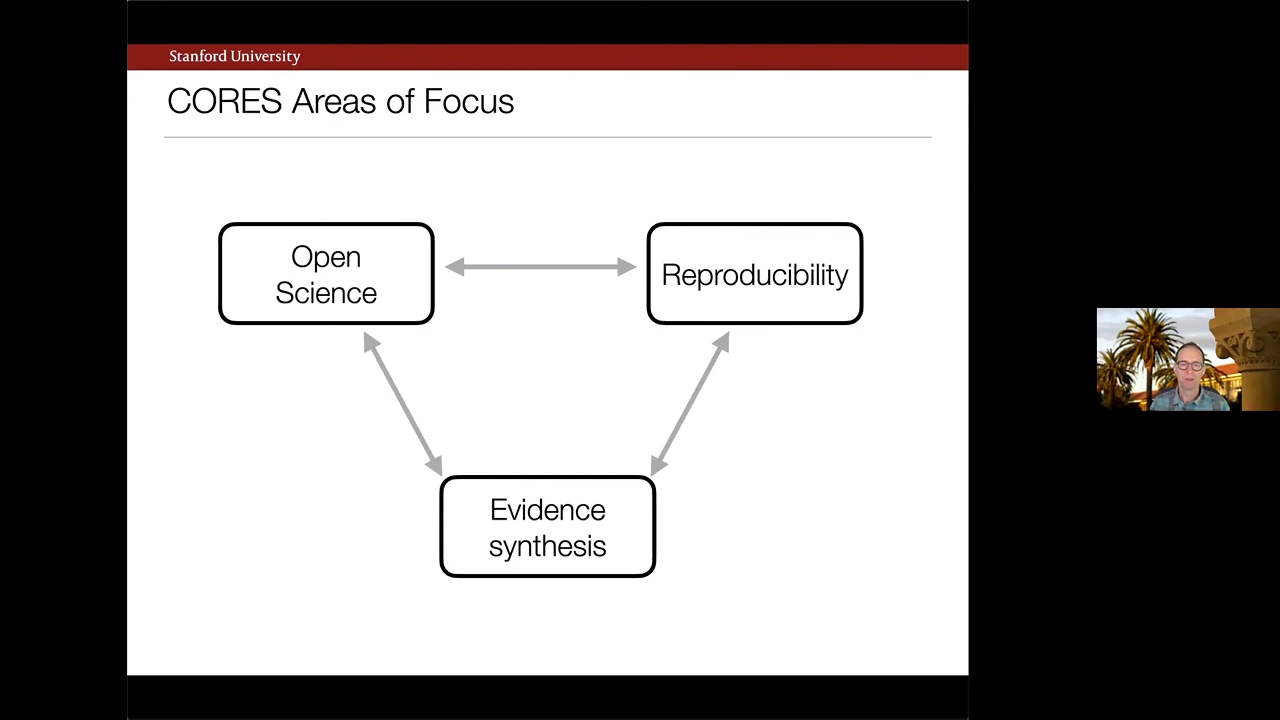 Stanford University
CORES Areas of Focus
Open
Science
Reproducibility
Evidence
synthesis